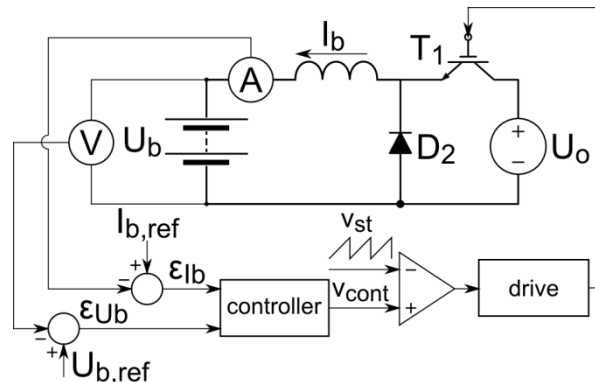 I_b
T_1
A
V
U_b
D_2
+
−
U_o
I_b,ref
v_st
+
−
ε_Ib
−
controller
v_cont
+
drive
−
ε_Ub
+
U_b,ref